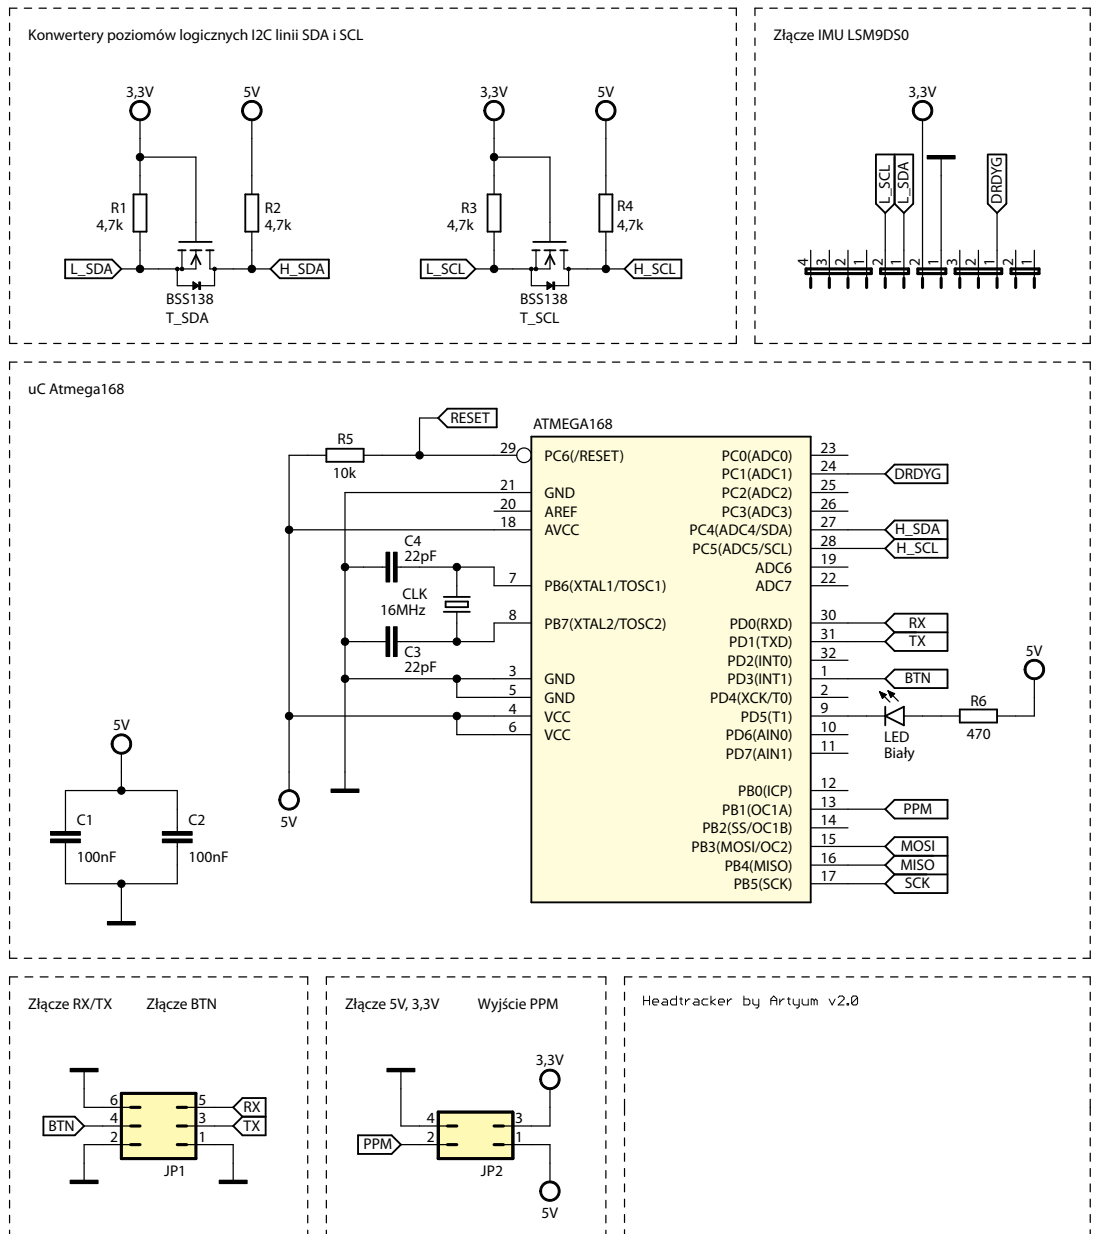 Konwertery poziomów logicznych I2C linii SDA i SCL
3,3V
5V
R1
4,7k
R2
4,7k
L_SDA
H_SDA
BSS138
T_SDA
3,3V
5V
R3
4,7k
R4
4,7k
L_SCL
H_SCL
BSS138
T_SCL
Złącze IMU LSM9DS0
3,3V
L_SCL
L_SDA
DRDYG
4 3 2 1 2 1 2 1 3 2 1 2 1
uC Atmega168
RESET
R5
10k
ATMEGA168
29 PC6(/RESET)
21 GND
20 AREF
18 AVCC
C4
22pF
CLK
16MHz
7 PB6(XTAL1/TOSC1)
8 PB7(XTAL2/TOSC2)
C3
22pF
3 GND
5 GND
4 VCC
6 VCC
5V
PC0(ADC0) 23
PC1(ADC1) 24 DRDYG
PC2(ADC2) 25
PC3(ADC3) 26
PC4(ADC4/SDA) 27 H_SDA
PC5(ADC5/SCL) 28 H_SCL
ADC6 19
ADC7 22
PD0(RXD) 30 RX
PD1(TXD) 31 TX
PD2(INT0) 32
PD3(INT1) 1 BTN
PD4(XCK/T0) 2
PD5(T1) 9
PD6(AIN0) 10
PD7(AIN1) 11
PB0(ICP) 12
PB1(OC1A) 13 PPM
PB2(SS/OC1B) 14
PB3(MOSI/OC2) 15 MOSI
PB4(MISO) 16 MISO
PB5(SCK) 17 SCK
LED
Biały
R6
470
5V
5V
C1
100nF
C2
100nF
Złącze RX/TX
Złącze BTN
6 5 RX
BTN 4 3 TX
2 1
JP1
Złącze 5V, 3,3V
Wyjście PPM
3,3V
4 3
PPM 2 1
JP2
5V
Headtracker by Artyum v2.0